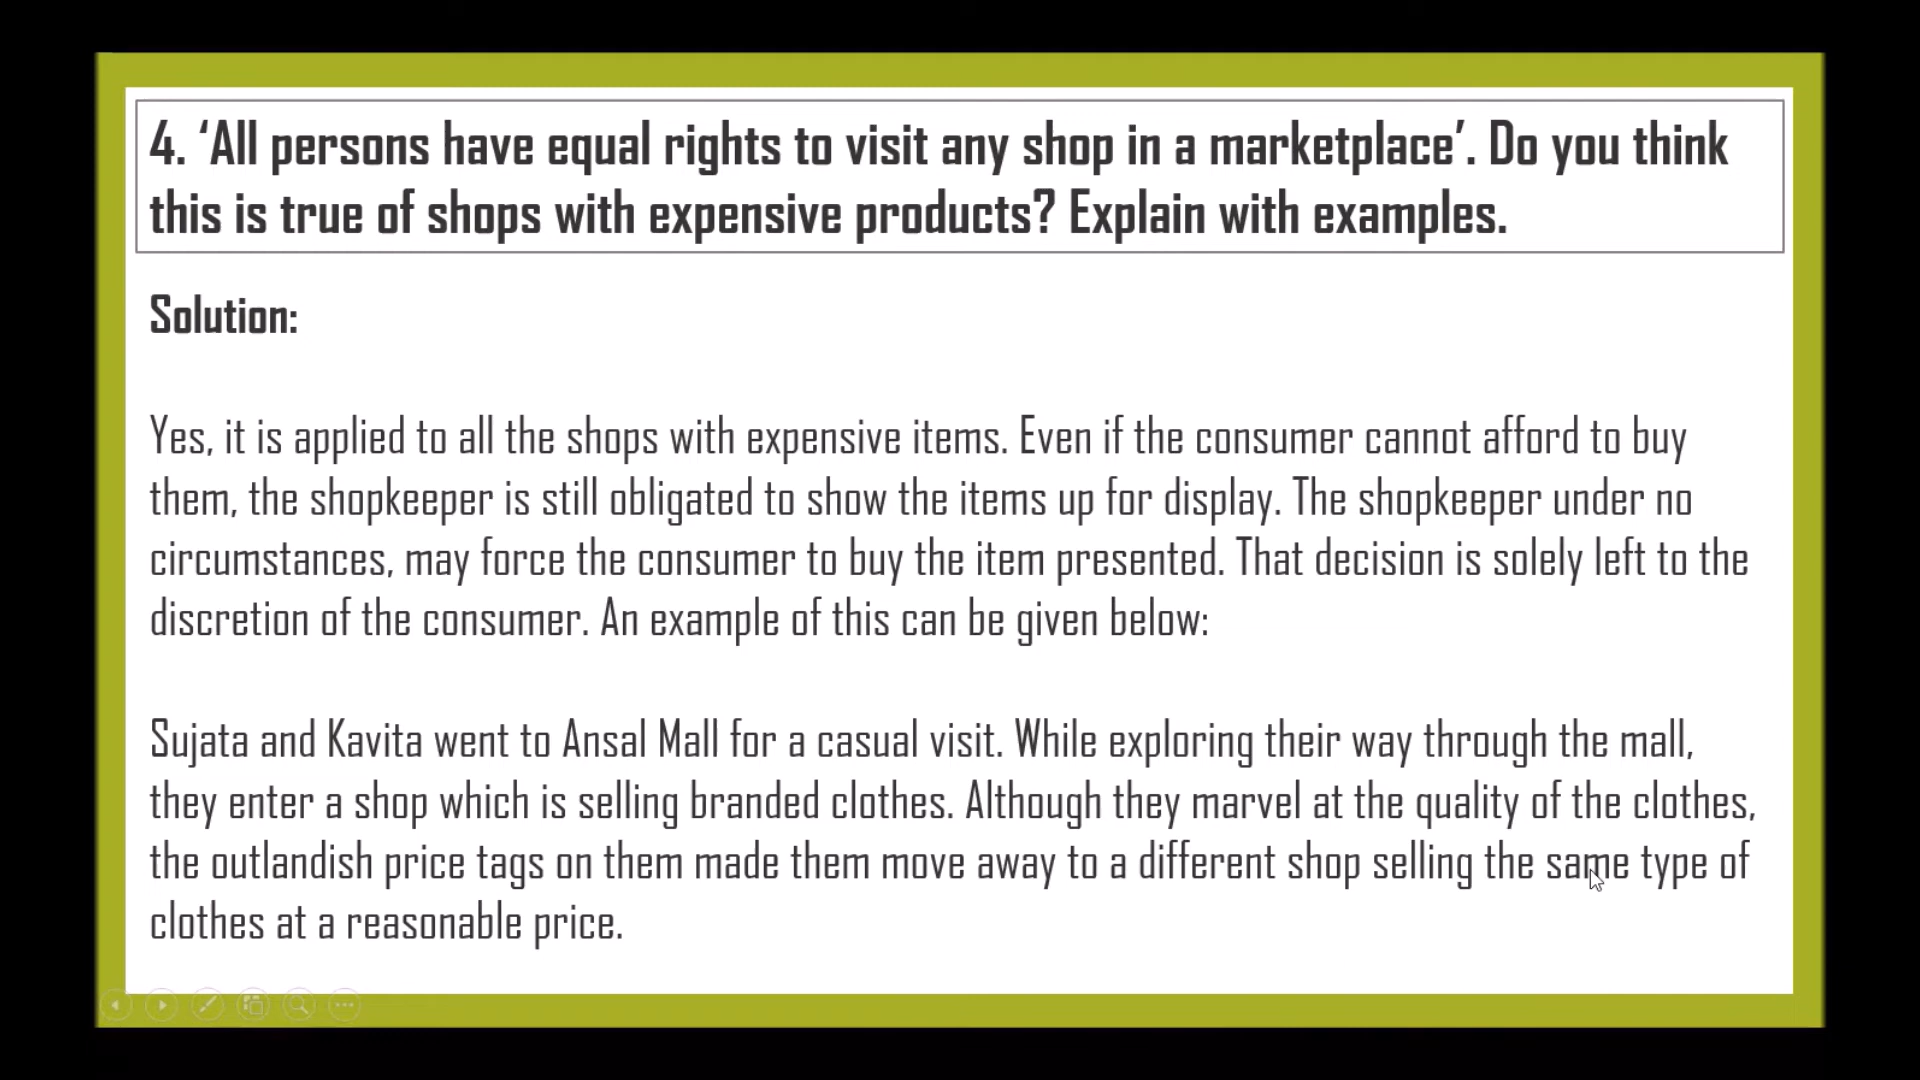 4. ‘All persons have equal rights to visit any shop in a marketplace’. Do you think
this is true of shops with expensive products? Explain with examples.
Solution:
Yes, it is applied to all the shops with expensive items. Even if the consumer cannot afford to buy
them, the shopkeeper is still obligated to show the items up for display. The shopkeeper under no
circumstances, may force the consumer to buy the item presented. That decision is solely left to the
discretion of the consumer. An example of this can be given below:
Sujata and Kavita went to Ansal Mall for a casual visit. While exploring their way through the mall,
they enter a shop which is selling branded clothes. Although they marvel at the quality of the clothes,
the outlandish price tags on them made them move away to a different shop selling the same type of
clothes at a reasonable price.